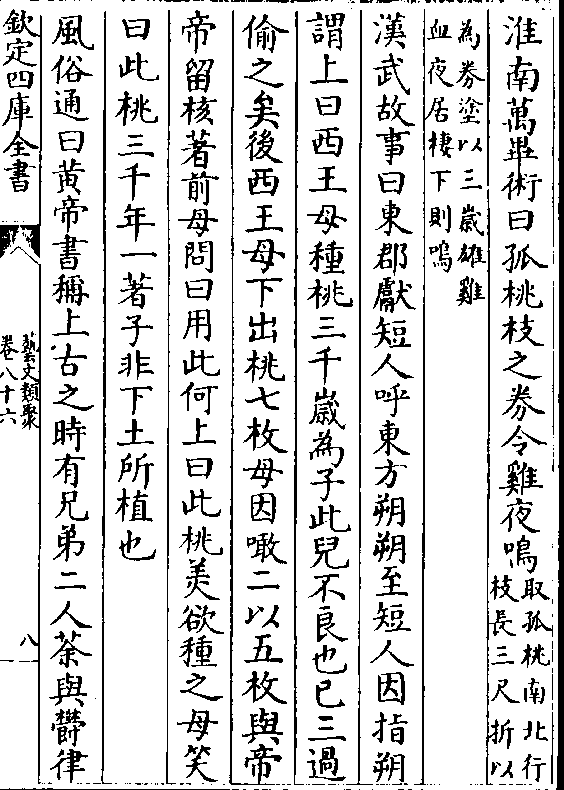 淮南萬畢術曰孤桃枝之券令雞夜鳴取孤桃南北行
枝長三尺折以
為券塗以三歲雄雞
血夜居棲下則鳴
漢武故事曰東郡獻短人呼東方朔朔至短人因指朔
謂上曰西王母種桃三千歲為子此兒不良也已三過
偷之矣後西王母下出桃七枚母因噉二以五枚與帝
帝留核著前母問曰用此何上曰此桃羙欲種之母笑
曰此桃三千年一著子非下土所植也
風俗通曰黃帝書稱上古之時有兄弟二人荼與鬱律
欽定四庫全書
藝文類聚
卷八十六
八